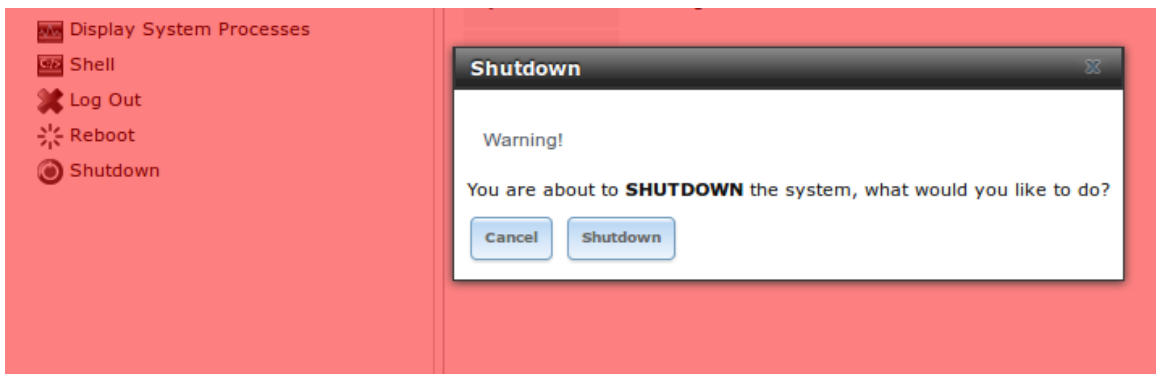 Display System Processes
Shell
Log Out
Reboot
Shutdown
Shutdown
Warning!
You are about to SHUTDOWN the system, what would you like to do?
Cancel Shutdown